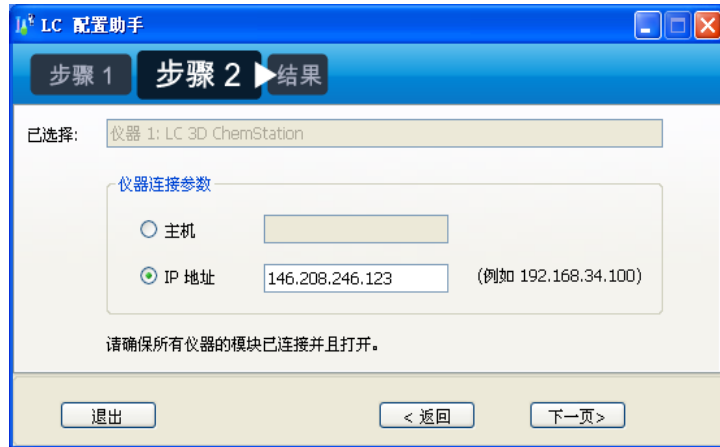 LC 配置助手
步骤 1 步骤 2 结果
已选择: 仪器 1: LC 3D ChemStation
仪器连接参数
主机
IP 地址 146.208.246.123 (例如 192.168.34.100)
请确保所有仪器的模块已连接并且打开。
退出 < 返回 下一页>